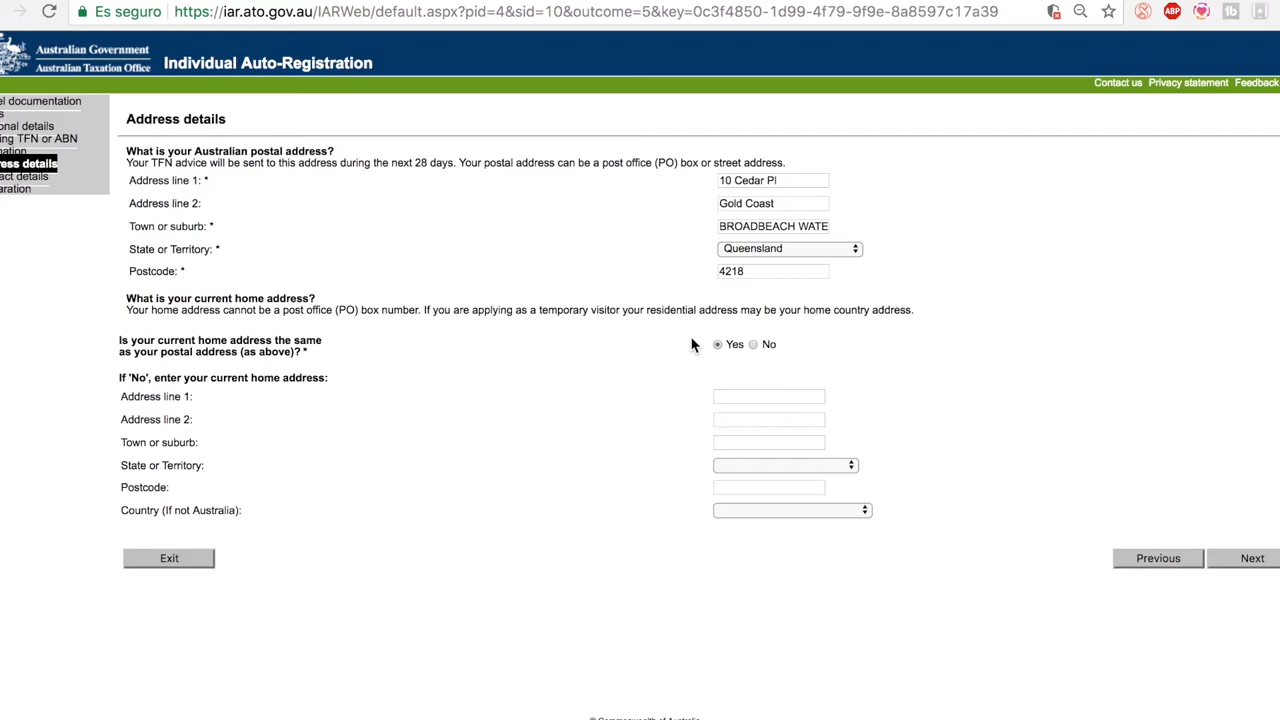 Es seguro https://iar.ato.gov.au/IARWeb/default.aspx?pid=4&sid=10&outcome=5&key=0c3f4850-1d99-4f79-9f9e-8a8597c17a39
ABP
Australian Government
Australian Taxation Office
Individual Auto-Registration
Contact us Privacy statement Feedback
el documentation
s
onal details
ing TFN or ABN
mation
ress details
act details
aration
Address details
What is your Australian postal address?
Your TFN advice will be sent to this address during the next 28 days. Your postal address can be a post office (PO) box or street address.
Address line 1: * 10 Cedar Pl
Address line 2: Gold Coast
Town or suburb: * BROADBEACH WATE
State or Territory: * Queensland
Postcode: * 4218
What is your current home address?
Your home address cannot be a post office (PO) box number. If you are applying as a temporary visitor your residential address may be your home country address.
Is your current home address the same
as your postal address (as above)? * Yes No
If 'No', enter your current home address:
Address line 1:
Address line 2:
Town or suburb:
State or Territory:
Postcode:
Country (If not Australia):
Exit Previous Next